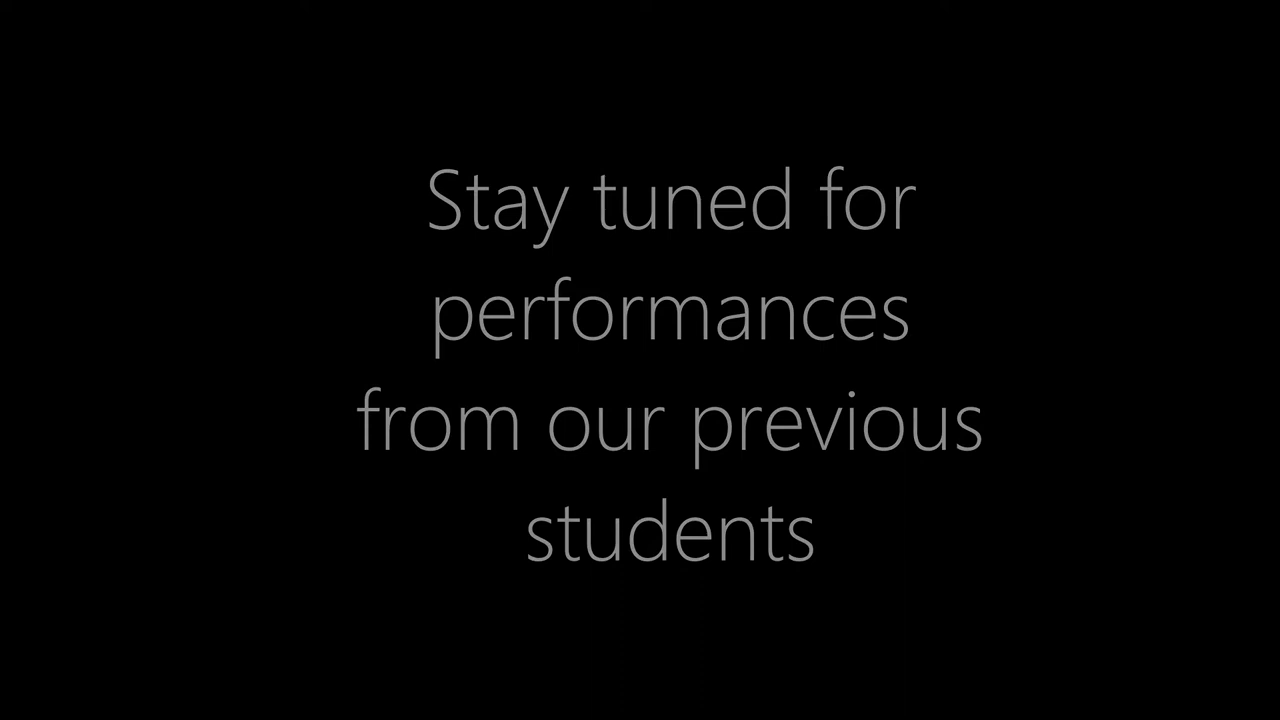 Stay tuned for
performances
from our previous
students